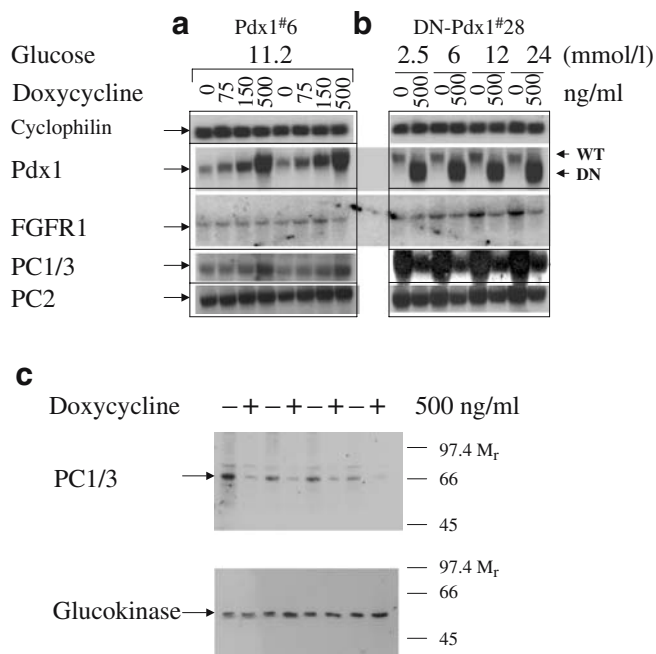 a Pdx1#6 b DN-Pdx1#28
Glucose 11.2 2.5 6 12 24 (mmol/l)
Doxycycline 0 75 150 500 0 75 150 500 0 500 0 500 0 500 0 500 ng/ml
Cyclophilin
Pdx1 WT
DN
FGFR1
PC1/3
PC2
c
Doxycycline – + – + – + – + 500 ng/ml
97.4 Mr
PC1/3 66
45
97.4 Mr
66
Glucokinase
45